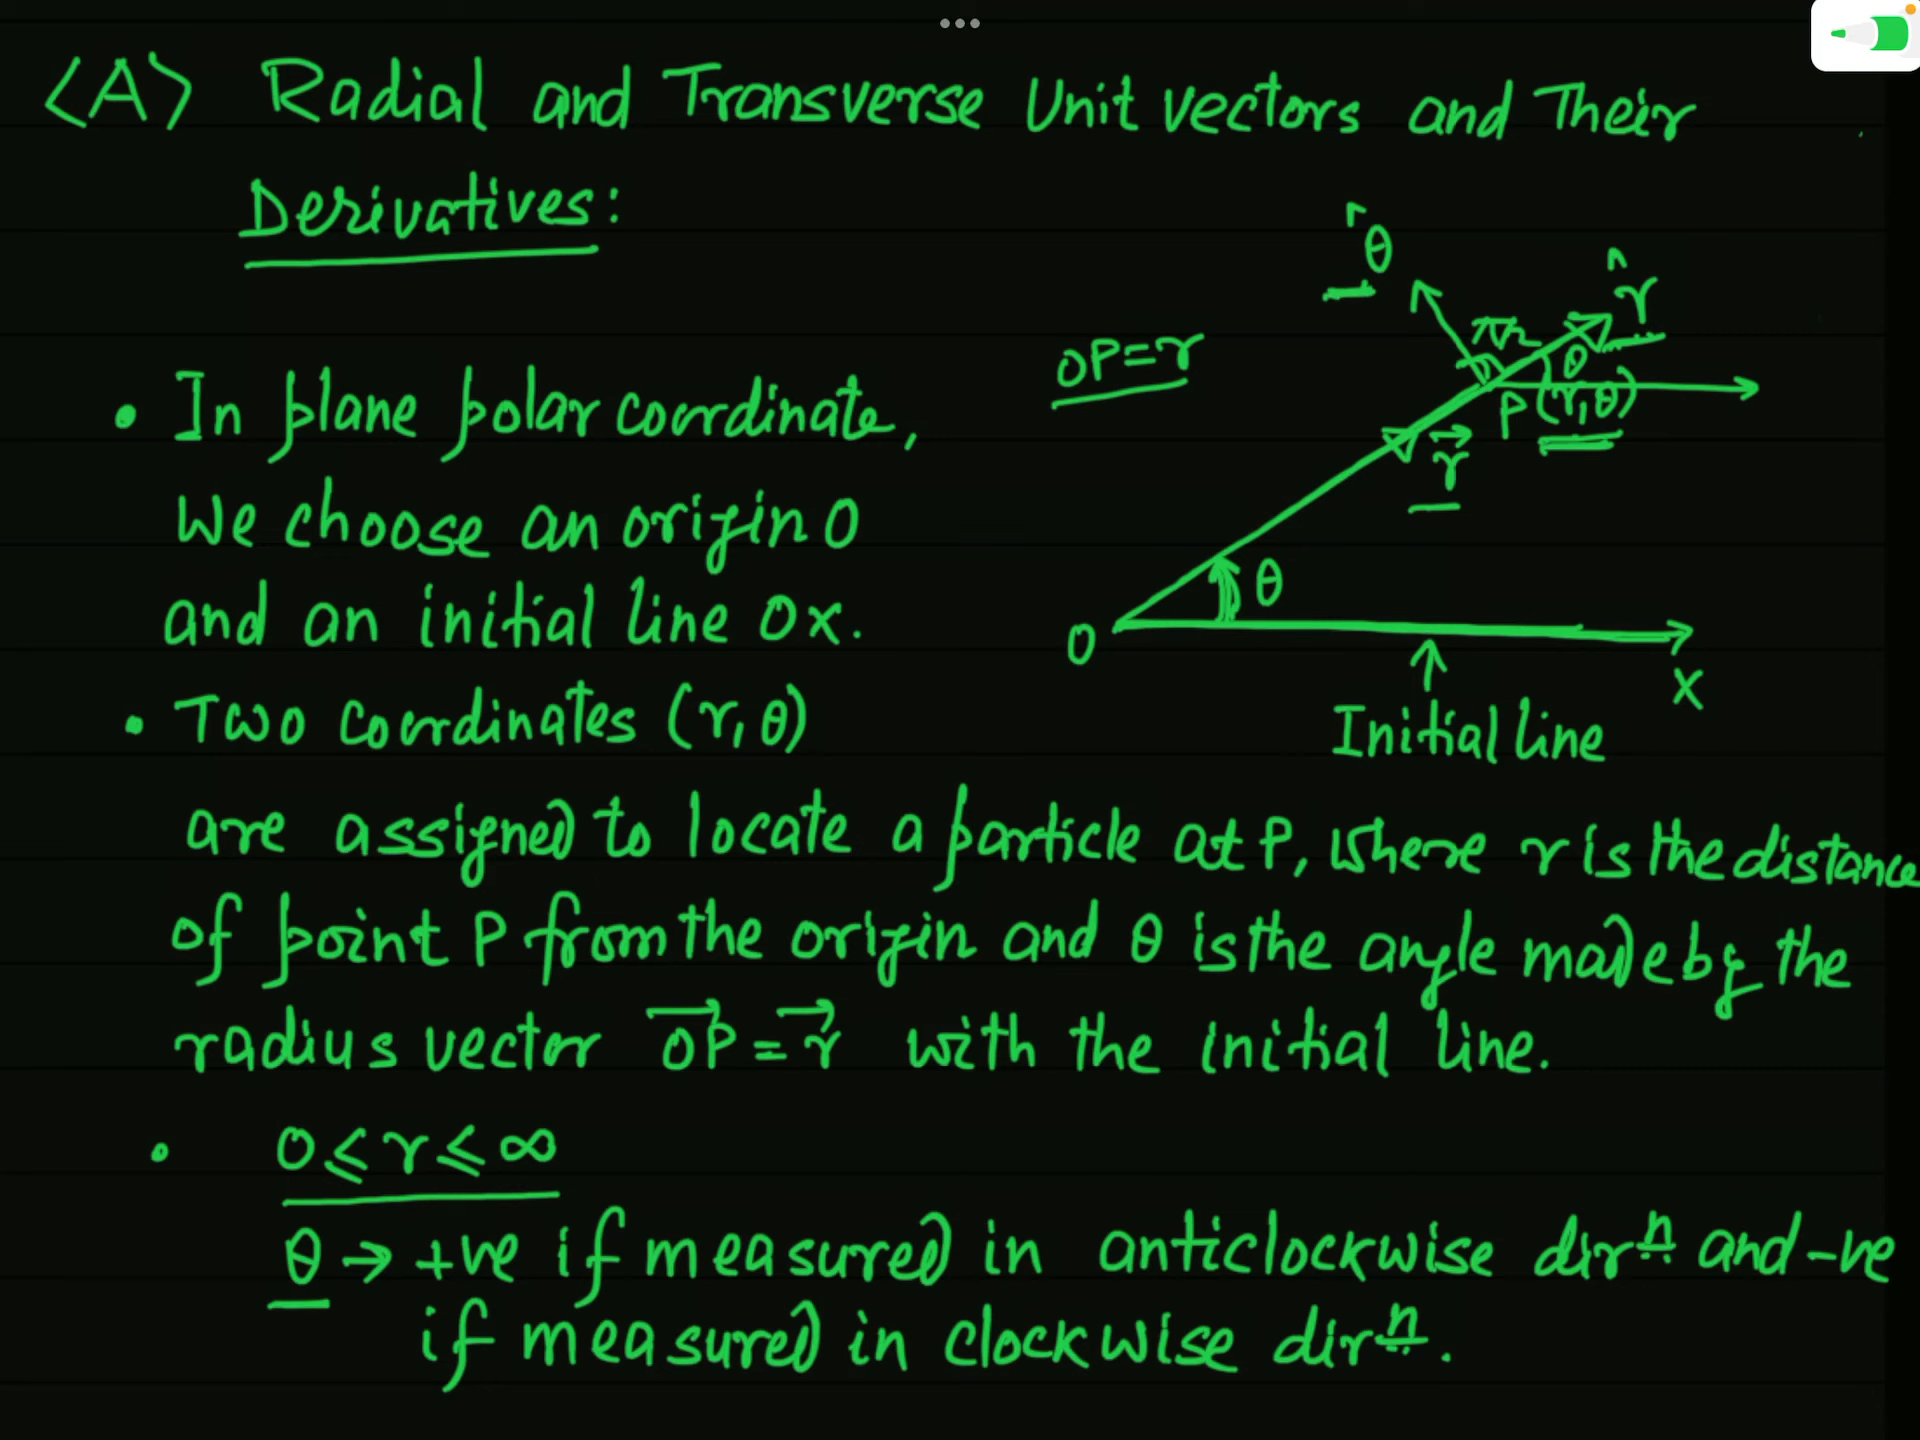 <A> Radial and Transverse Unit vectors and Their
Derivatives:
θ̂
r̂
π/2
θ
OP=r
P(r,θ)
r⃗
θ
O
X
Initial line
• In plane polar coordinate,
We choose an origin O
and an initial line OX.
• Two coordinates (r,θ)
are assigned to locate a particle at P, where r is the distance
of point P from the origin and θ is the angle made by the
radius vector OP⃗ = r⃗ with the initial line.
• 0 ≤ r ≤ ∞
θ → +ve if measured in anticlockwise dirⁿ and -ve
if measured in clockwise dirⁿ.